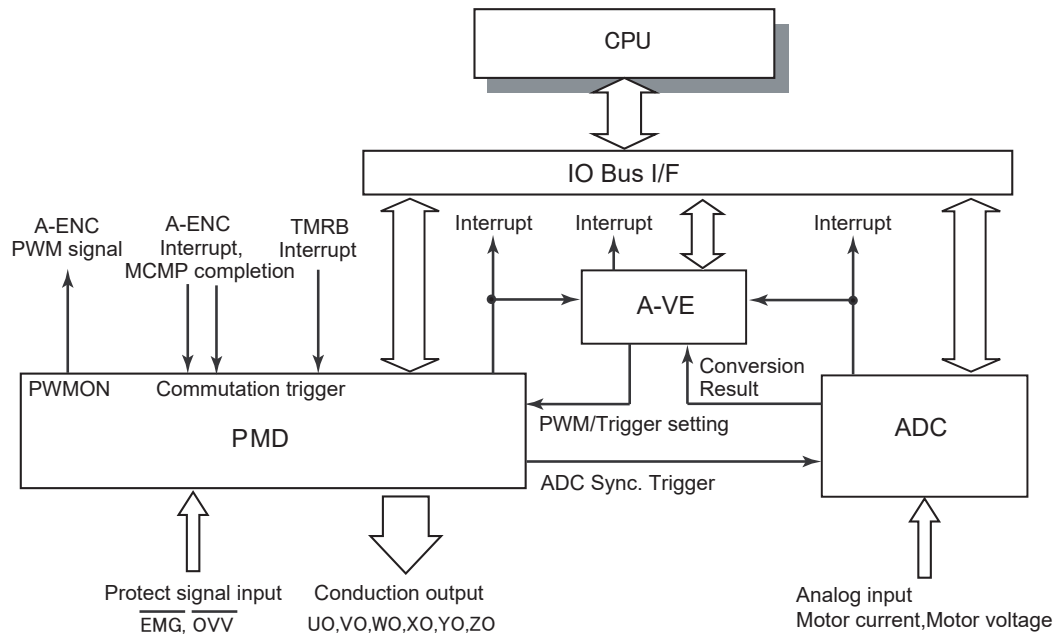 CPU
IO Bus I/F
A-ENC
PWM signal
A-ENC
Interrupt,
MCMP completion
TMRB
Interrupt
Interrupt
Interrupt
Interrupt
A-VE
PWMON
Commutation trigger
PMD
Conversion
Result
PWM/Trigger setting
ADC
ADC Sync. Trigger
Protect signal input
EMG, OVV
Conduction output
UO,VO,WO,XO,YO,ZO
Analog input
Motor current,Motor voltage